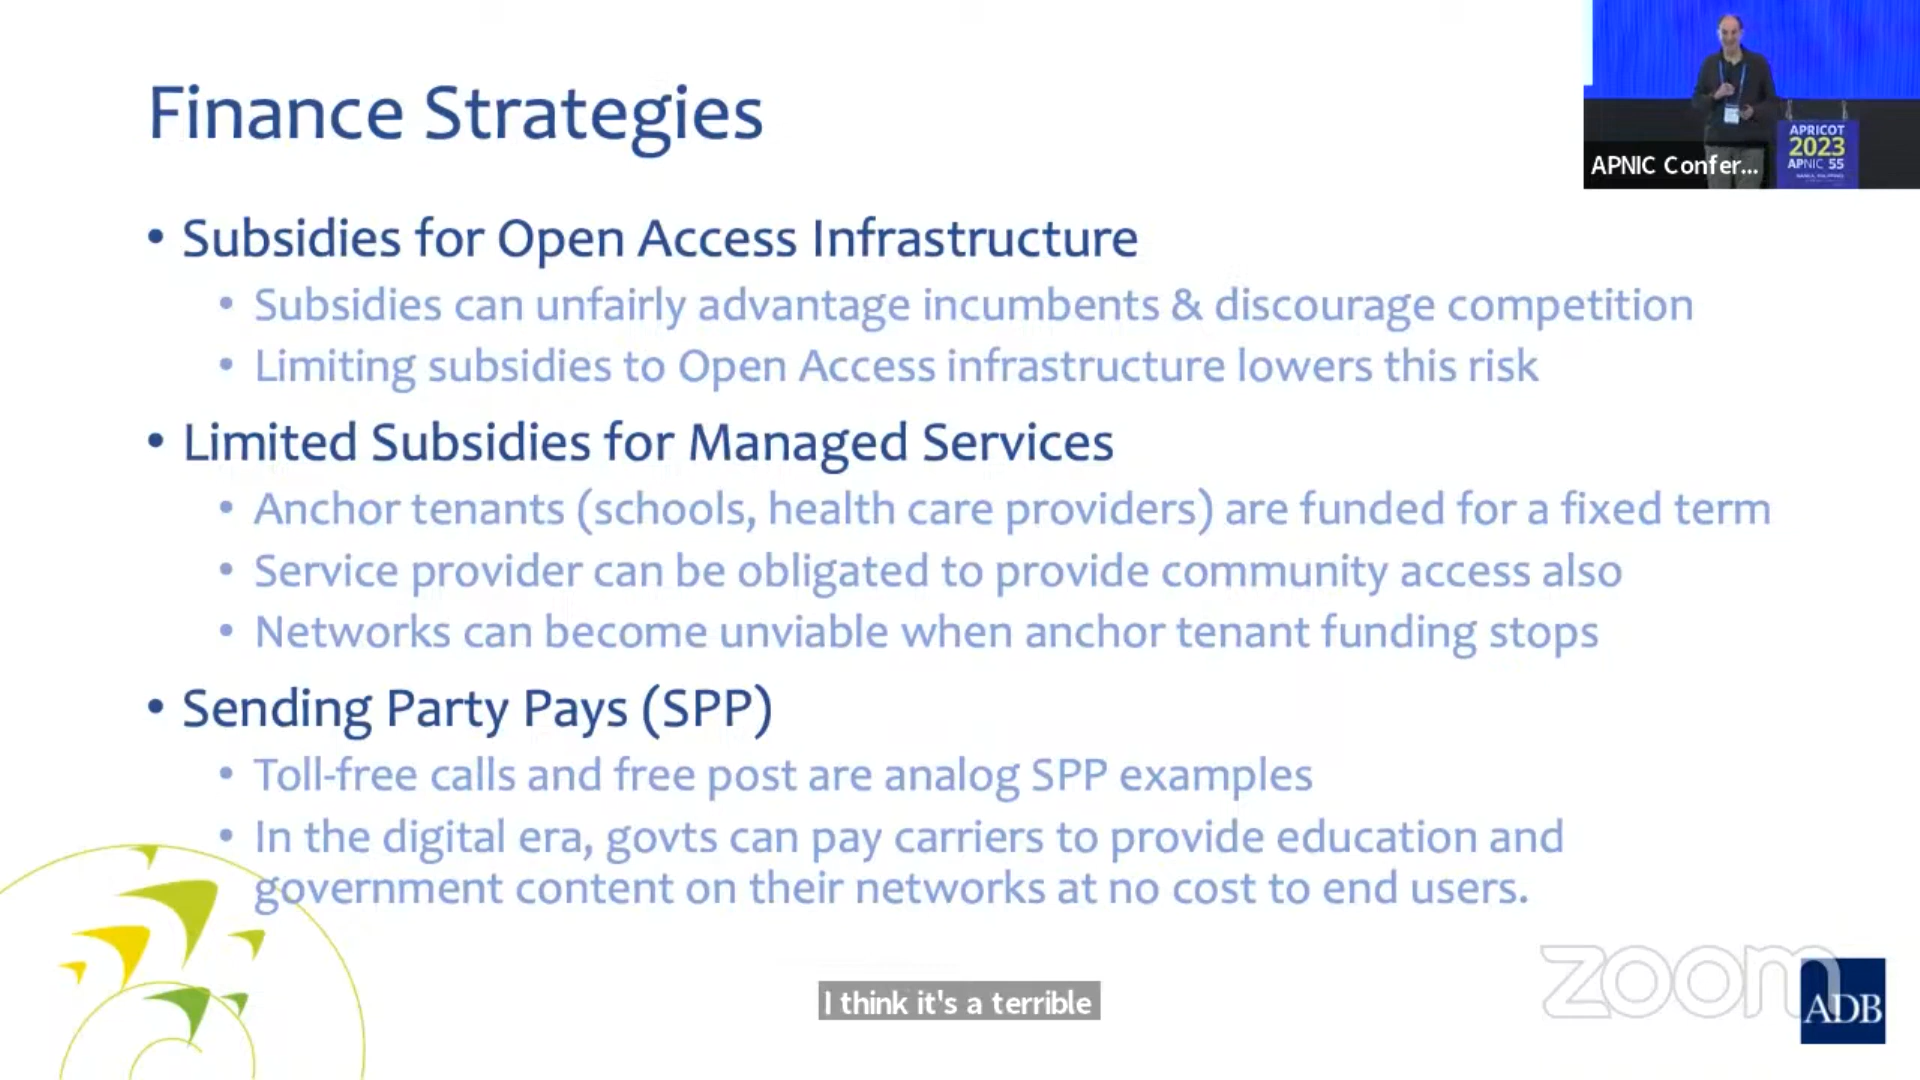 Finance Strategies
APRICOT
2023
APNIC 55
APNIC Confer...
• Subsidies for Open Access Infrastructure
• Subsidies can unfairly advantage incumbents & discourage competition
• Limiting subsidies to Open Access infrastructure lowers this risk
• Limited Subsidies for Managed Services
• Anchor tenants (schools, health care providers) are funded for a fixed term
• Service provider can be obligated to provide community access also
• Networks can become unviable when anchor tenant funding stops
• Sending Party Pays (SPP)
• Toll-free calls and free post are analog SPP examples
• In the digital era, govts can pay carriers to provide education and
government content on their networks at no cost to end users.
I think it's a terrible
zoom
ADB